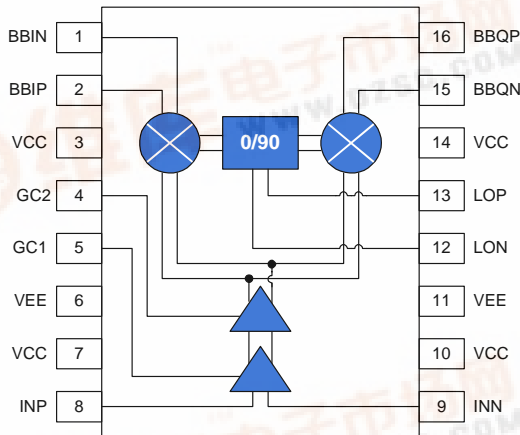 BBIN 1 16 BBQP
BBIP 2 15 BBQN
VCC 3 0/90 14 VCC
GC2 4 13 LOP
GC1 5 12 LON
VEE 6 11 VEE
VCC 7 10 VCC
INP 8 9 INN